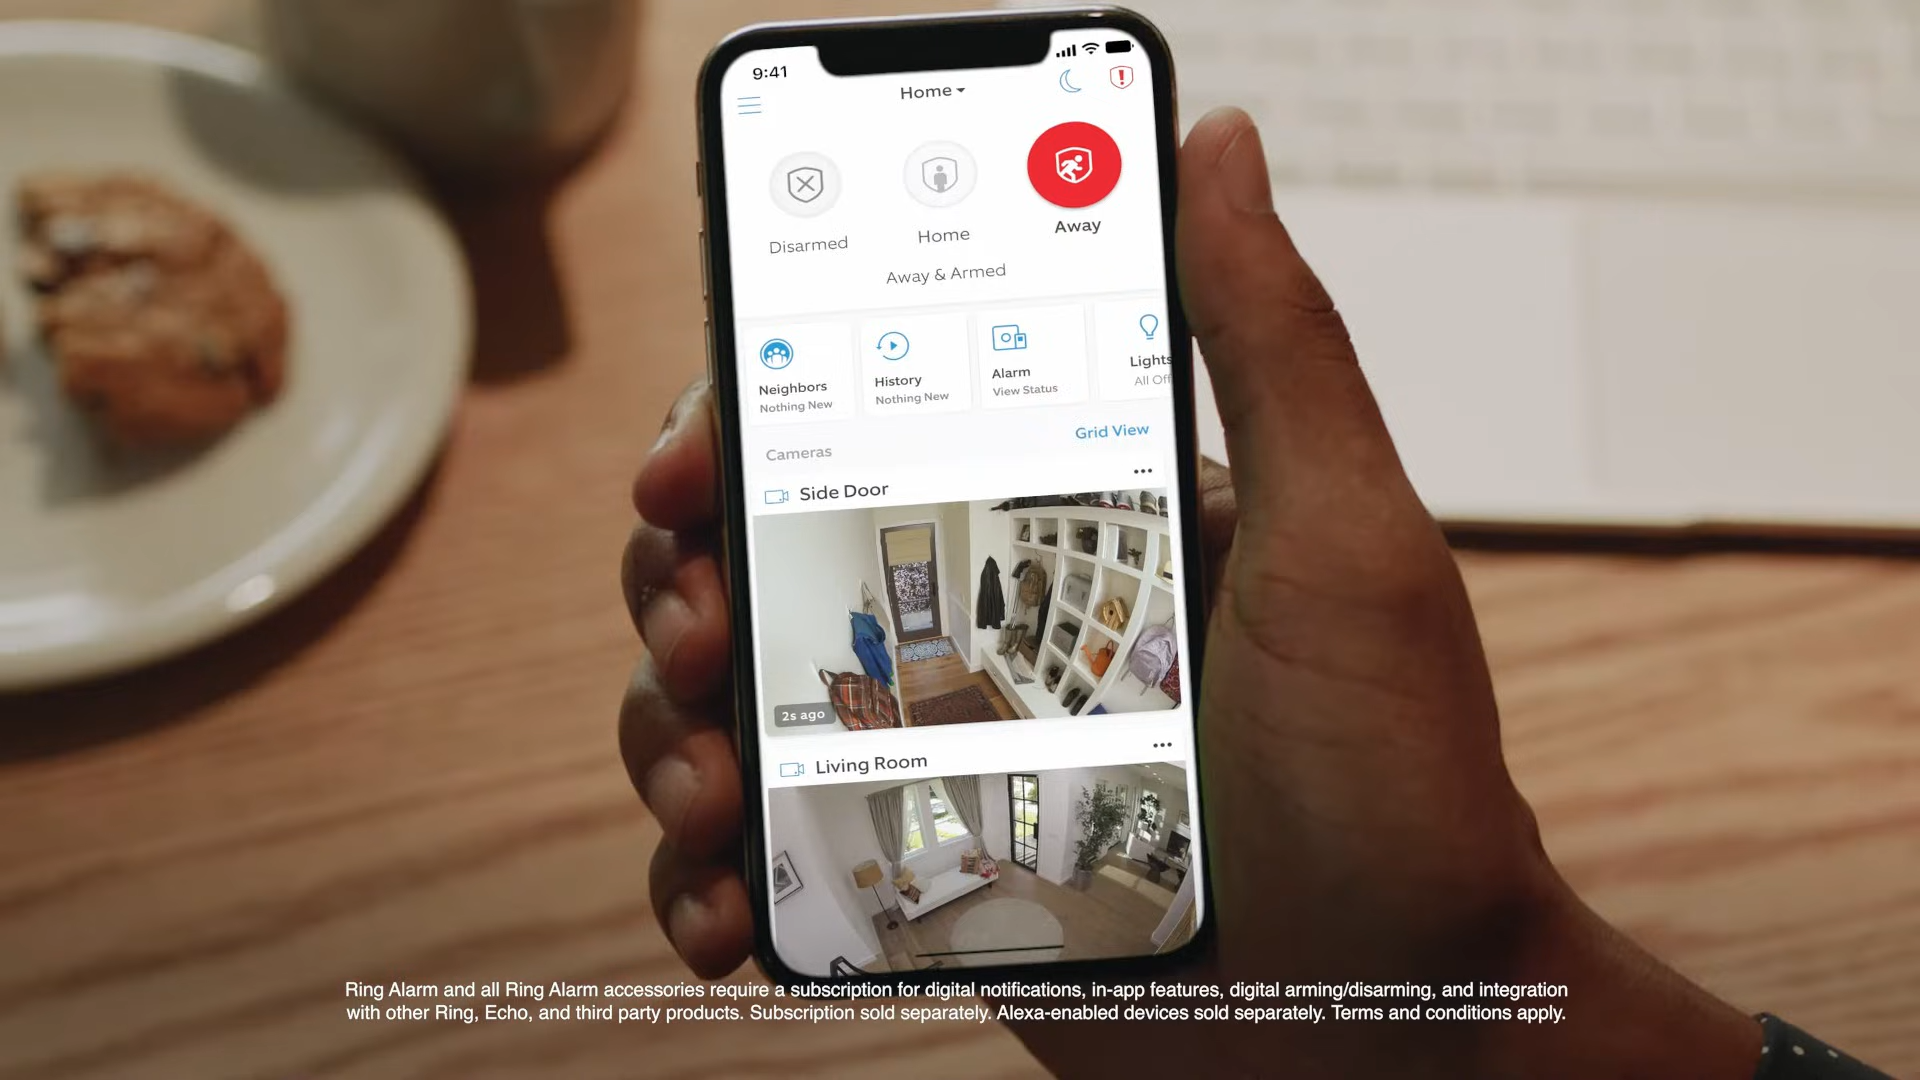 9:41
Home
Disarmed
Home
Away
Away & Armed
Neighbors
Nothing New
History
Nothing New
Alarm
View Status
Lights
All Off
Grid View
Cameras
Side Door
2s ago
Living Room
Ring Alarm and all Ring Alarm accessories require a subscription for digital notifications, in-app features, digital arming/disarming, and integration
with other Ring, Echo, and third party products. Subscription sold separately. Alexa-enabled devices sold separately. Terms and conditions apply.